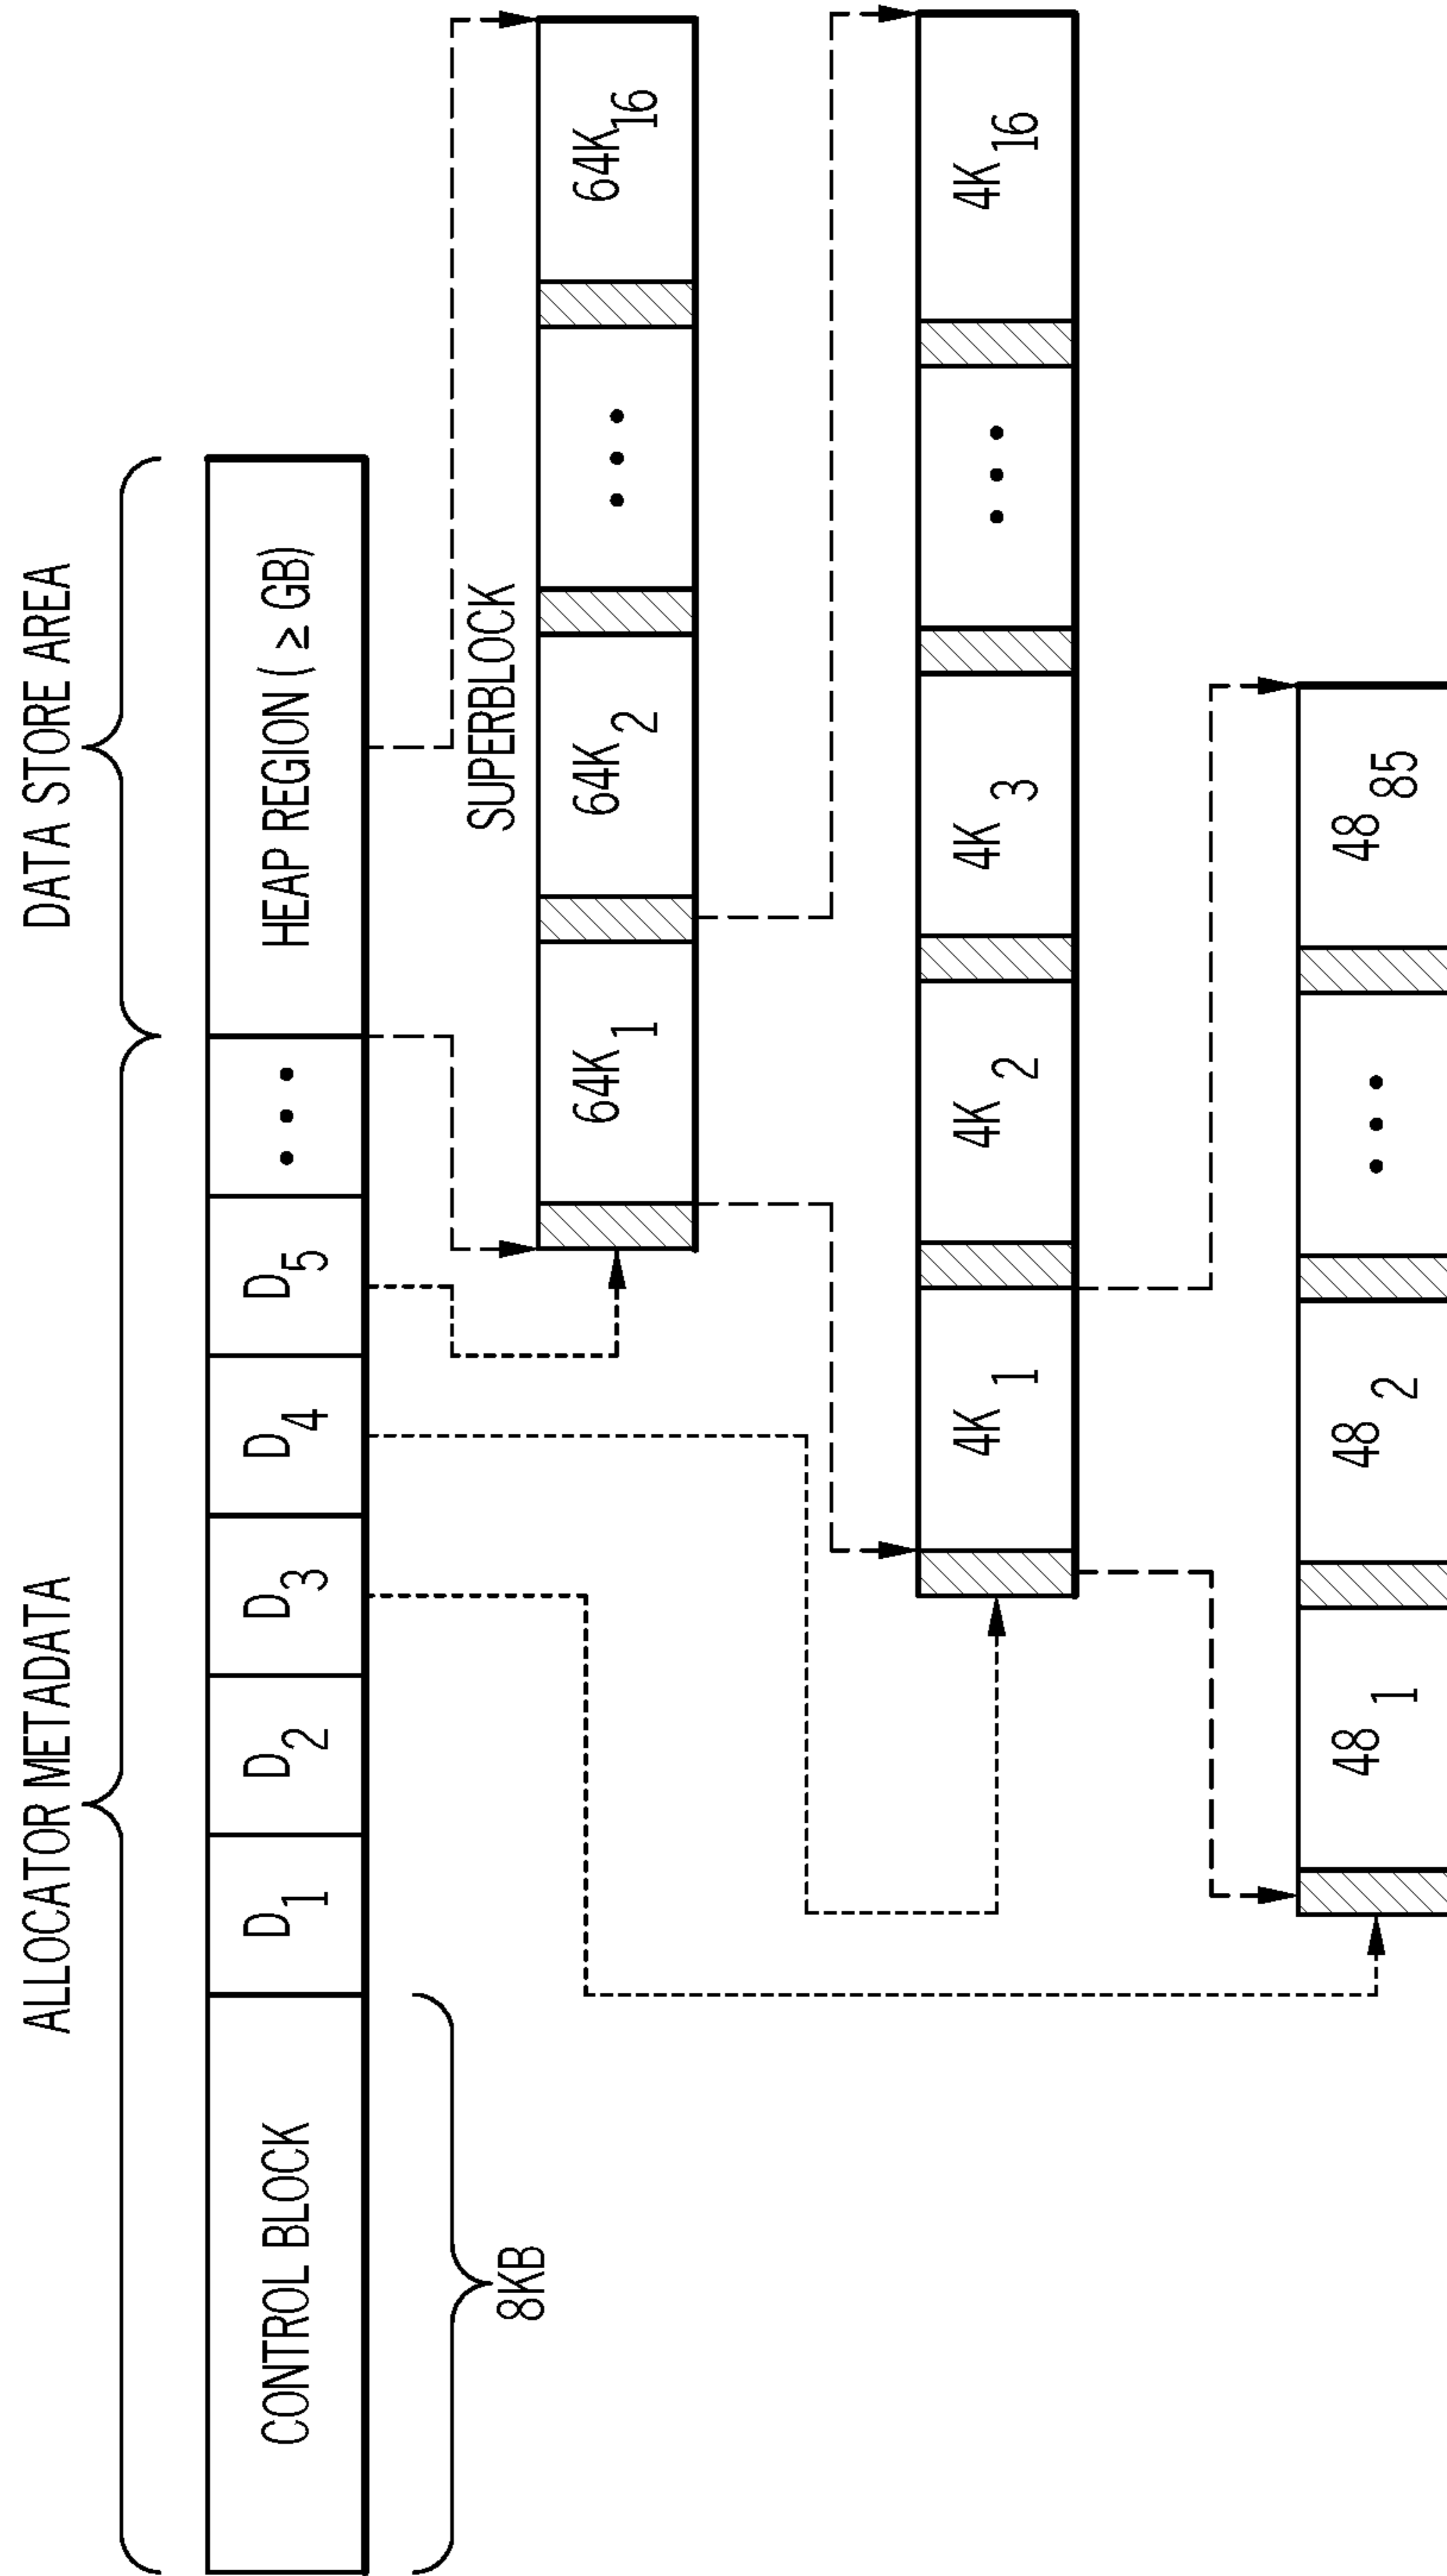 ALLOCATOR METADATA
DATA STORE AREA
CONTROL BLOCK
D1
D2
D3
D4
D5
• • •
HEAP REGION ( ≥ GB)
8KB
SUPERBLOCK
64K1
64K2
• • •
64K16
4K1
4K2
4K3
• • •
4K16
481
482
• • •
4885